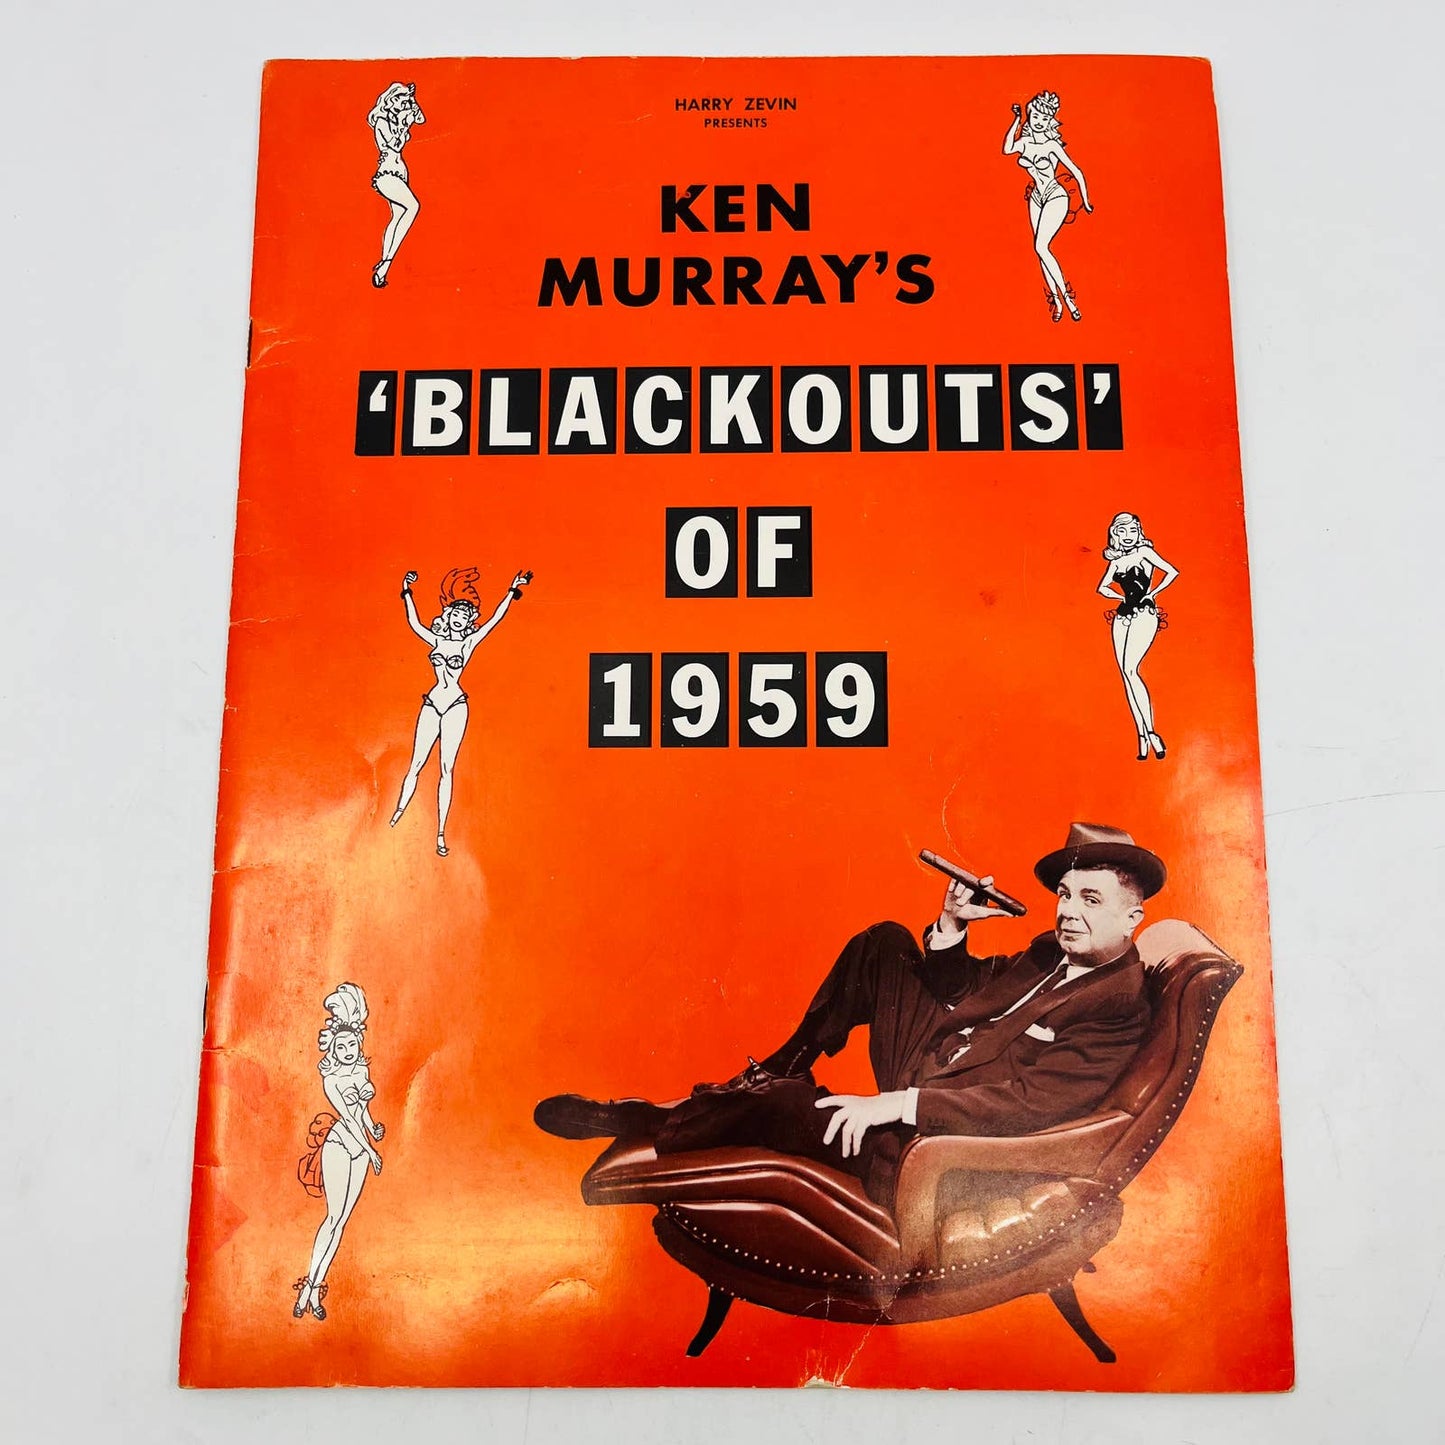 HARRY ZEVIN
PRESENTS
KEN
MURRAY'S
'BLACKOUTS'
OF
1959